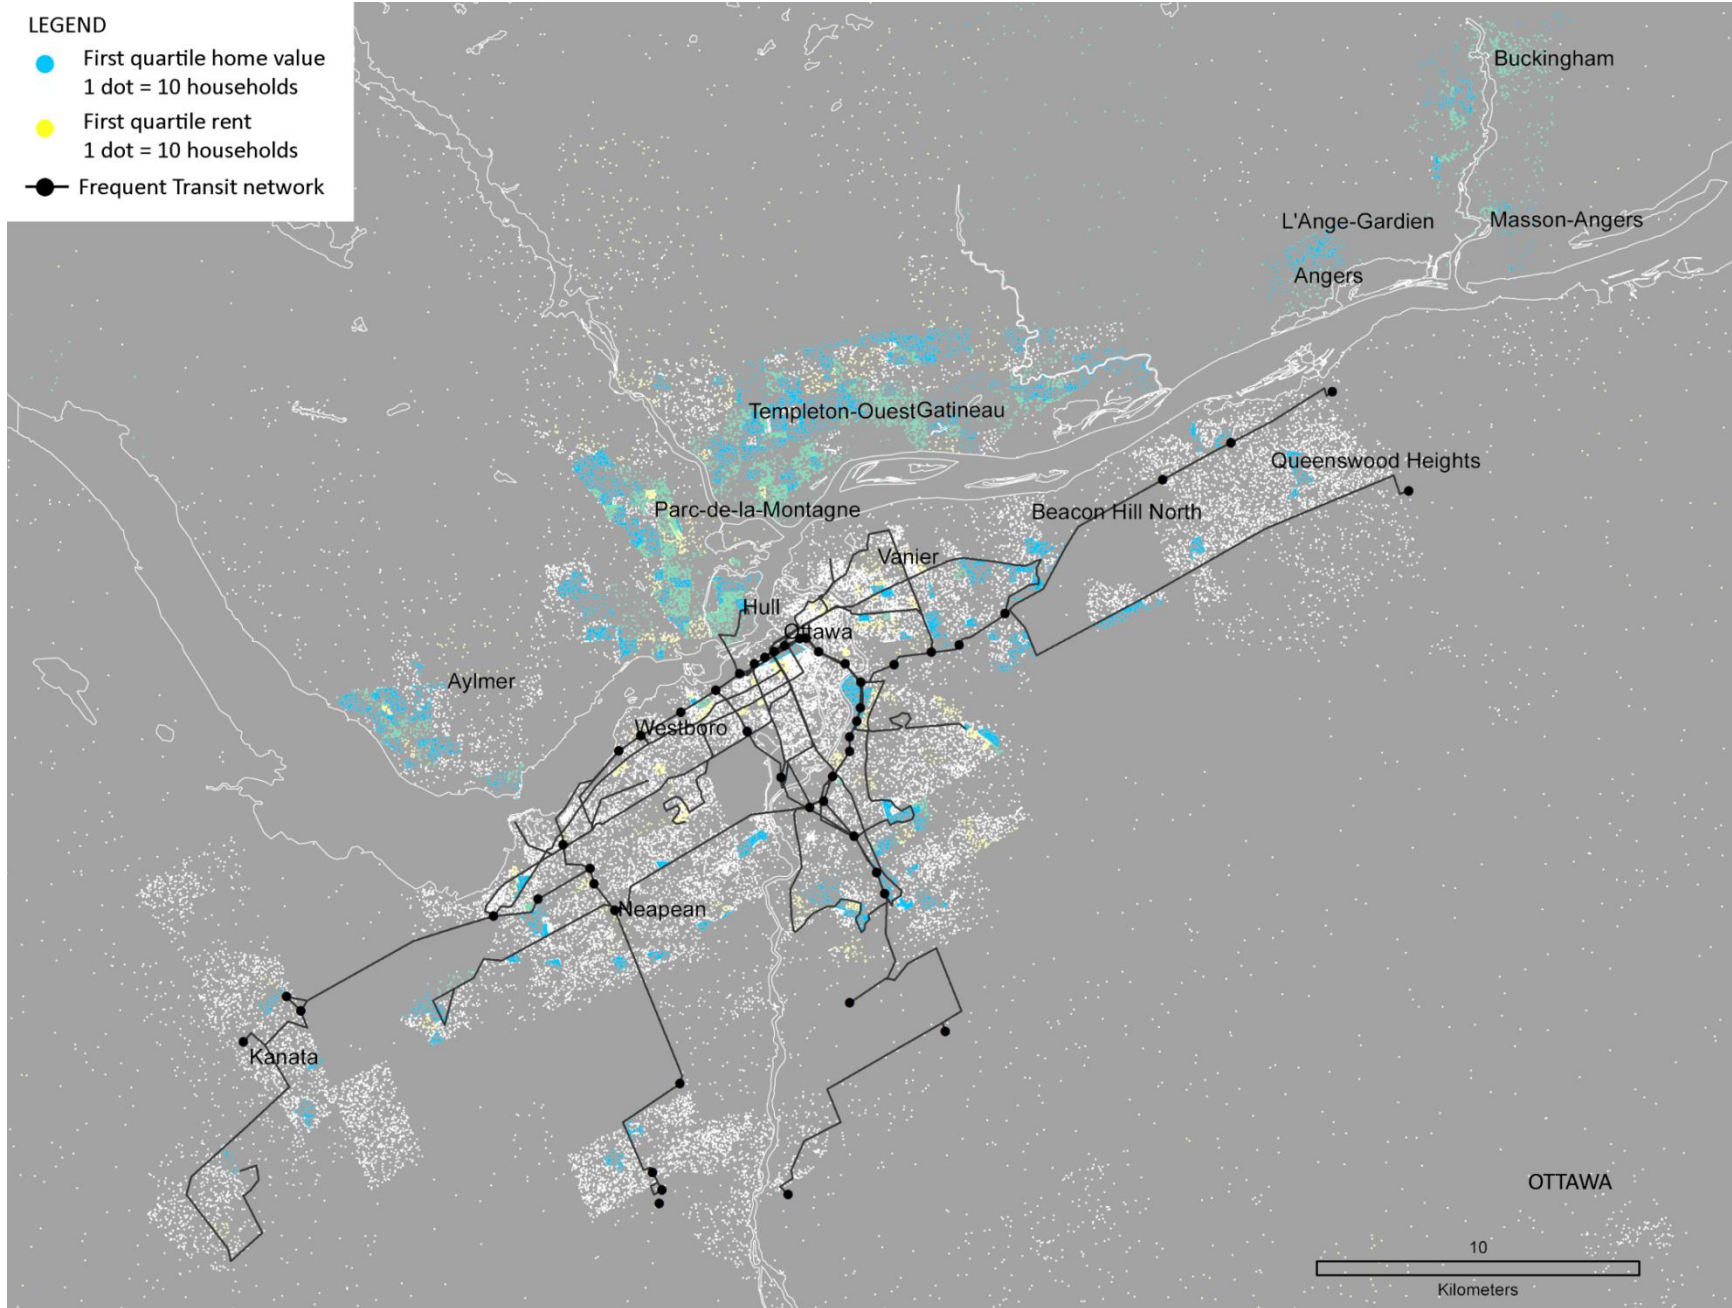 LEGEND
First quartile home value
1 dot = 10 households
First quartile rent
1 dot = 10 households
Frequent Transit network
Buckingham
L'Ange-Gardien
Masson-Angers
Angers
Templeton-Ouest
Gatineau
Queenswood Heights
Parc-de-la-Montagne
Beacon Hill North
Vanier
Hull
Ottawa
Aylmer
Westboro
Neapean
Kanata
OTTAWA
10
Kilometers